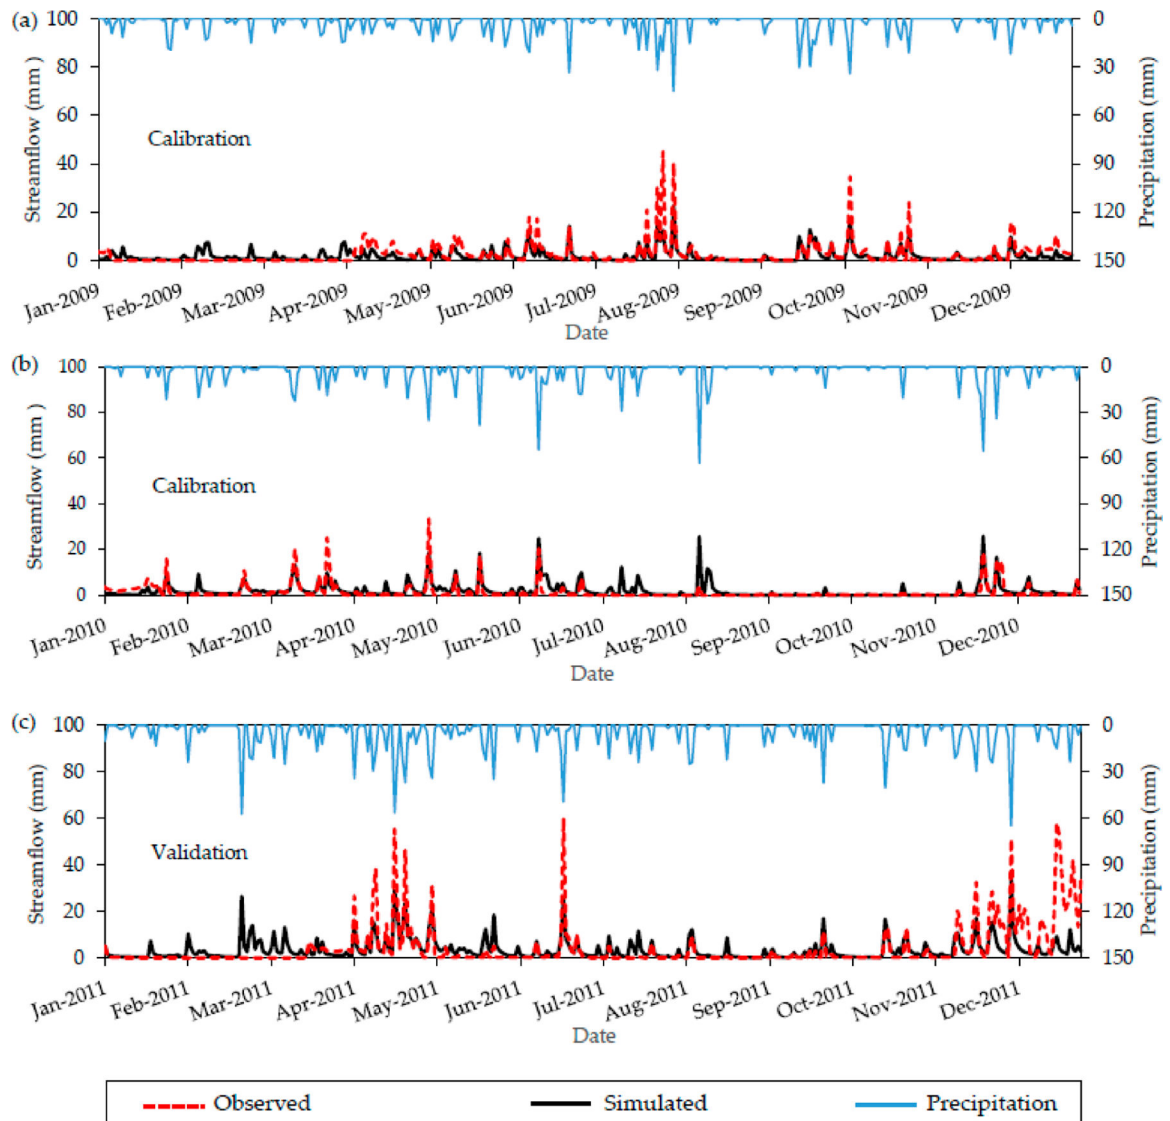 (a)
100
80
60
40
20
0
Streamflow (mm)
0
30
60
90
120
150
Precipitation (mm)
Calibration
Jan-2009 Feb-2009 Mar-2009 Apr-2009 May-2009 Jun-2009 Jul-2009 Aug-2009 Sep-2009 Oct-2009 Nov-2009 Dec-2009
Date
(b)
100
80
60
40
20
0
Streamflow (mm )
0
30
60
90
120
150
Precipitation (mm)
Calibration
Jan-2010 Feb-2010 Mar-2010 Apr-2010 May-2010 Jun-2010 Jul-2010 Aug-2010 Sep-2010 Oct-2010 Nov-2010 Dec-2010
Date
(c)
100
80
60
40
20
0
Streamflow (mm)
0
30
60
90
120
150
Precipitation (mm)
Validation
Jan-2011 Feb-2011 Mar-2011 Apr-2011 May-2011 Jun-2011 Jul-2011 Aug-2011 Sep-2011 Oct-2011 Nov-2011 Dec-2011
Date
Observed Simulated Precipitation